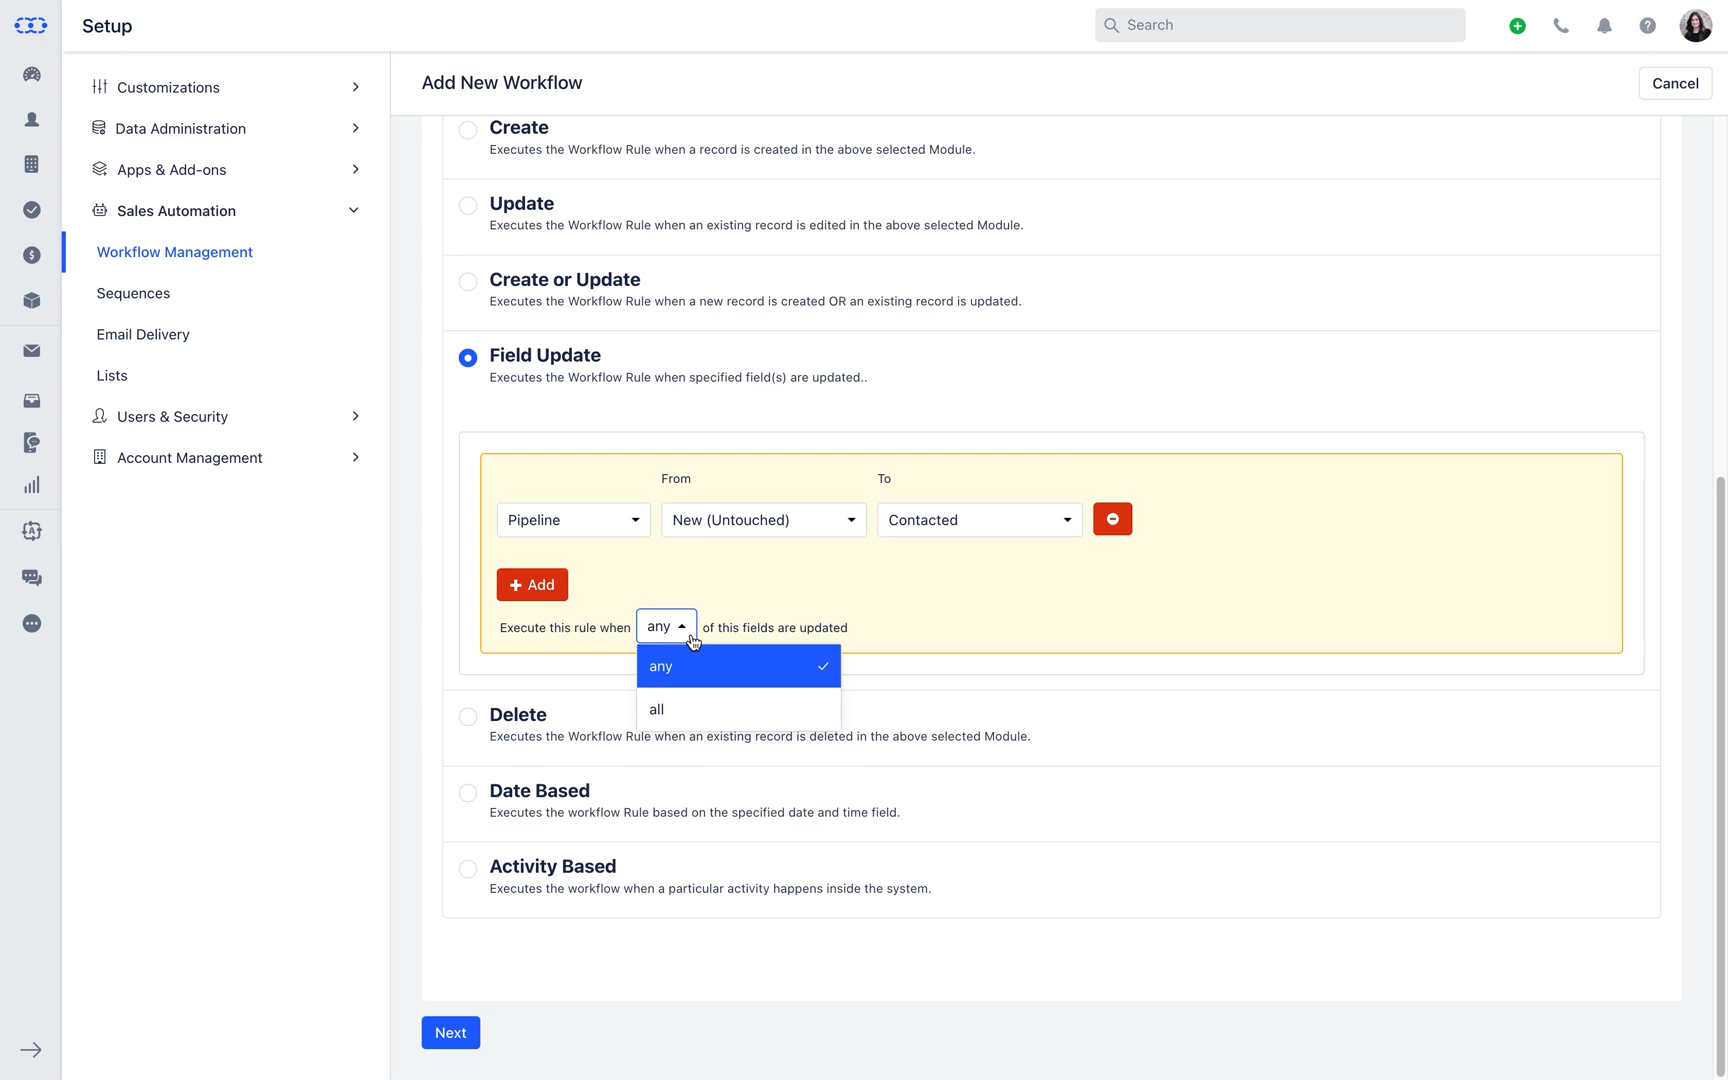 Setup
Search
Customizations
Data Administration
Apps & Add-ons
Sales Automation
Workflow Management
Sequences
Email Delivery
Lists
Users & Security
Account Management
Add New Workflow
Cancel
Create
Executes the Workflow Rule when a record is created in the above selected Module.
Update
Executes the Workflow Rule when an existing record is edited in the above selected Module.
Create or Update
Executes the Workflow Rule when a new record is created OR an existing record is updated.
Field Update
Executes the Workflow Rule when specified field(s) are updated..
From To
Pipeline New (Untouched) Contacted
Add
Execute this rule when any of this fields are updated
any
all
Delete
Executes the Workflow Rule when an existing record is deleted in the above selected Module.
Date Based
Executes the workflow Rule based on the specified date and time field.
Activity Based
Executes the workflow when a particular activity happens inside the system.
Next